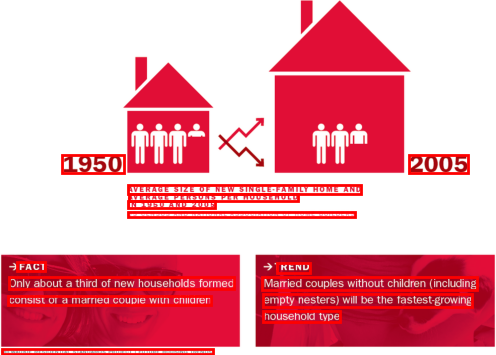 1950
2005
AVERAGE SIZE OF NEW SINGLE-FAMILY HOME AND
AVERAGE PERSONS PER HOUSEHOLD
IN 1950 AND 2005
FACT
Only about a third of new households formed
consist of a married couple with children
TREND
Married couples without children (including
empty nesters) will be the fastest-growing
household type